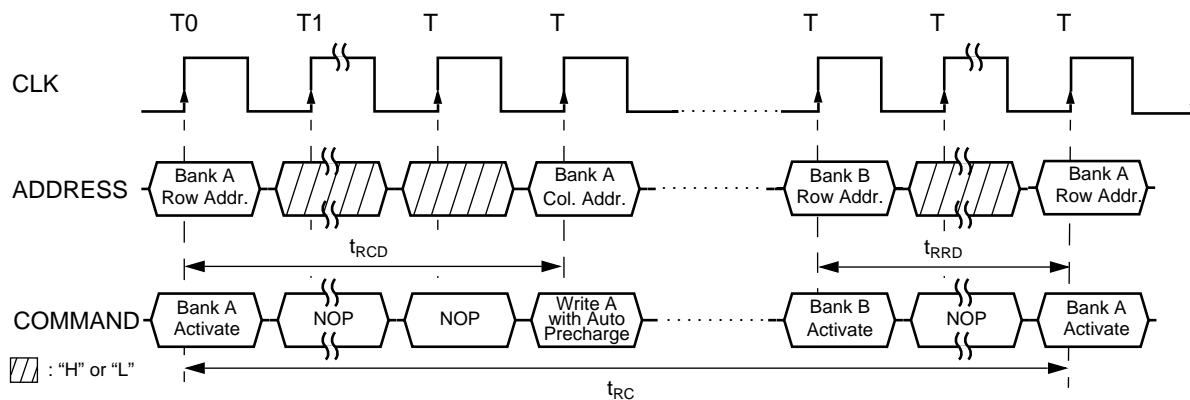 T0 T1 T T T T T
CLK
ADDRESS
Bank A
Row Addr.
Bank A
Col. Addr.
Bank B
Row Addr.
Bank A
Row Addr.
tRCD
tRRD
COMMAND
Bank A
Activate
NOP
NOP
Write A
with Auto
Precharge
Bank B
Activate
NOP
Bank A
Activate
: “H” or “L”
tRC